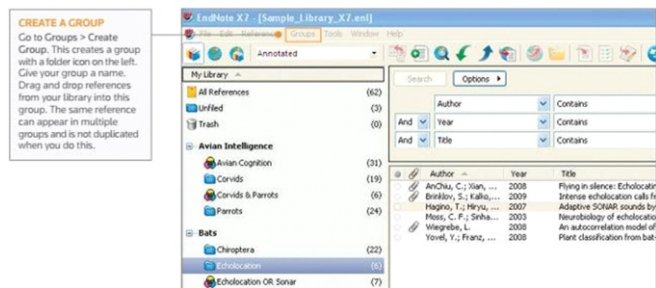 CREATE A GROUP
Go to Groups > Create
Group. This creates a group
with a folder icon on the left.
Give your group a name.
Drag and drop references
from your library into this
group. The same reference
can appear in multiple
groups and is not duplicated
when you do this.
EndNote X7 - [Sample_Library_X7.enl]
File Edit References Groups Tools Window Help
Annotated
My Library
All References (62)
Unfiled (3)
Trash (0)
Avian Intelligence
Avian Cognition (31)
Corvids (19)
Corvids & Parrots (6)
Parrots (24)
Bats
Chiroptera (22)
Echolocation (6)
Echolocation OR Sonar (7)
Search Options
Author Contains
And Year Contains
And Title Contains
Author Year Title
AnChiu, C.; Xian, ... 2008 Flying in silence: Echolocatin
Brinklov, S.; Kalko, ... 2009 Intense echolocation calls fr
Hagino, T.; Hiryu, ... 2007 Adaptive SONAR sounds by
Moss, C. F.; Sinha... 2003 Neurobiology of echolocatio
Wiegrebe, L. 2008 An autocorrelation model of
Yovel, Y.; Franz, ... 2008 Plant classification from bat-